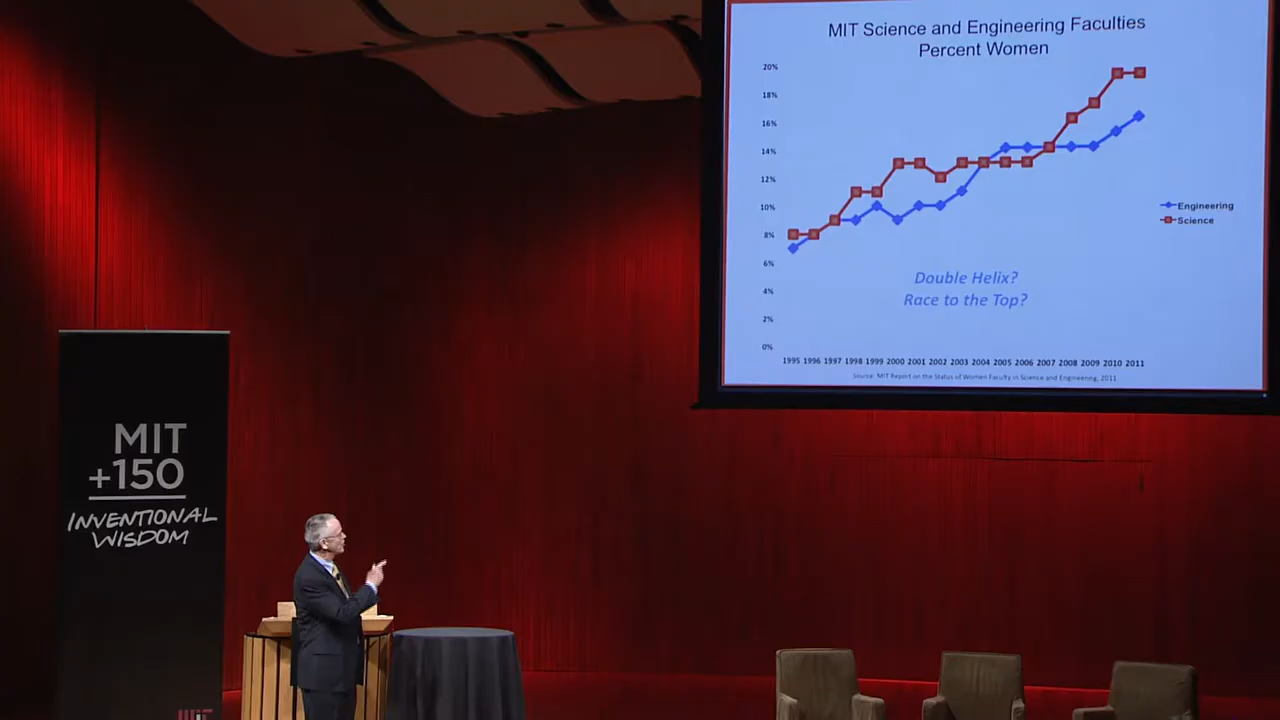 MIT Science and Engineering Faculties
Percent Women
20%
18%
16%
14%
12%
10%
8%
6%
4%
2%
0%
Engineering
Science
Double Helix?
Race to the Top?
1995 1996 1997 1998 1999 2000 2001 2002 2003 2004 2005 2006 2007 2008 2009 2010 2011
Source: MIT Report on the Status of Women Faculty in Science and Engineering, 2011
MIT
+150
INVENTIONAL
WISDOM
MIT